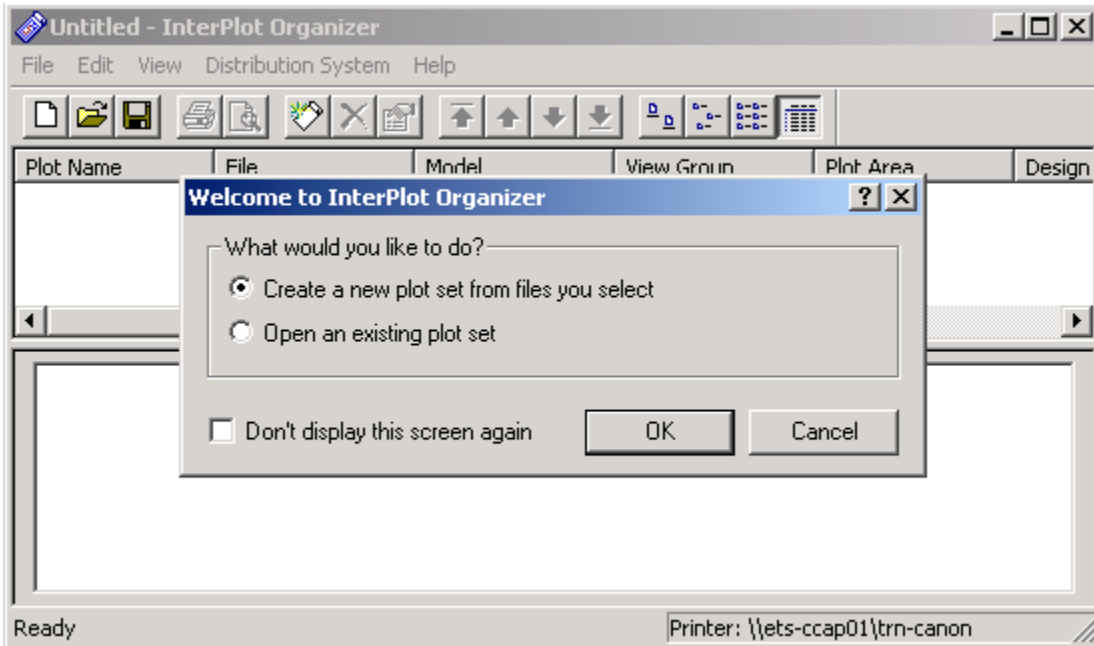 Untitled - InterPlot Organizer
File Edit View Distribution System Help
Plot Name File Model View Group Plot Area Design
Welcome to InterPlot Organizer
What would you like to do?
Create a new plot set from files you select
Open an existing plot set
Don't display this screen again OK Cancel
Ready Printer: \\ets-ccap01\trn-canon